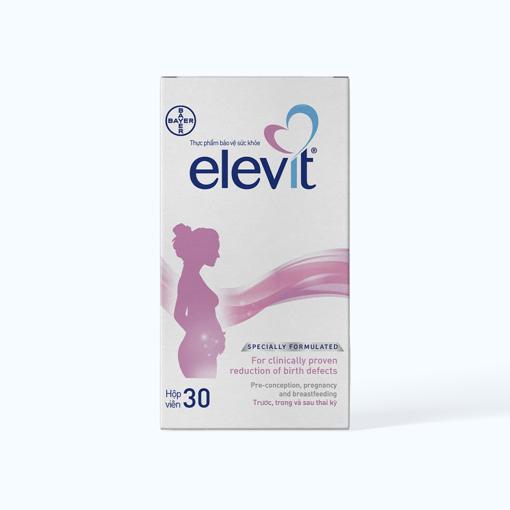 BAYER
BAYER
Thực phẩm bảo vệ sức khỏe
elevit®
SPECIALLY FORMULATED
For clinically proven
reduction of birth defects
Pre-conception, pregnancy
and breastfeeding
Trước, trong và sau thai kỳ
Hộp 30
viên